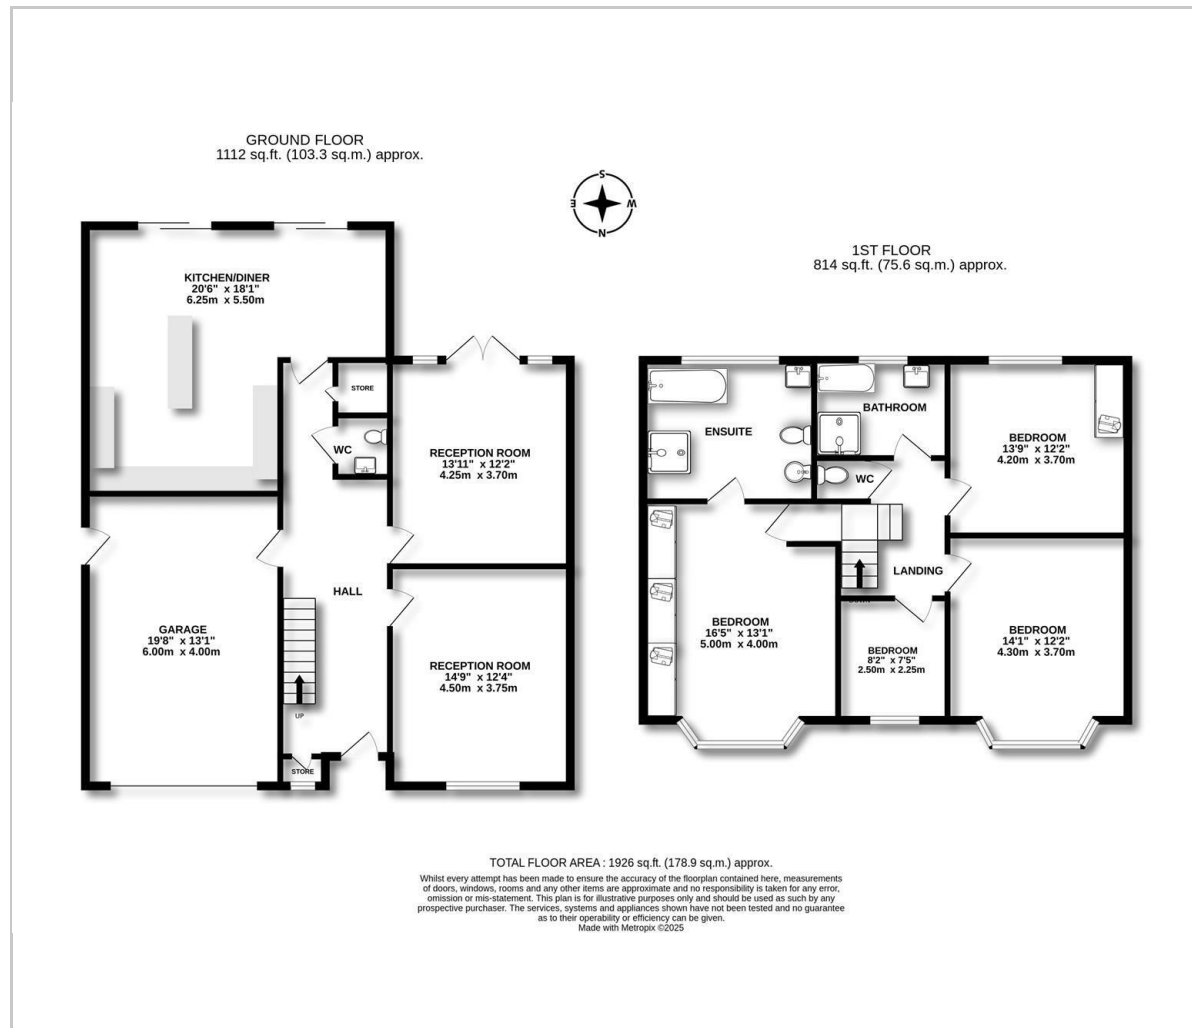 GROUND FLOOR
1112 sq.ft. (103.3 sq.m.) approx.
S
E
W
N
1ST FLOOR
814 sq.ft. (75.6 sq.m.) approx.
KITCHEN/DINER
20'6" x 18'1"
6.25m x 5.50m
STORE
WC
RECEPTION ROOM
13'11" x 12'2"
4.25m x 3.70m
HALL
GARAGE
19'8" x 13'1"
6.00m x 4.00m
RECEPTION ROOM
14'9" x 12'4"
4.50m x 3.75m
UP
STORE
ENSUITE
BATHROOM
BEDROOM
13'9" x 12'2"
4.20m x 3.70m
WC
LANDING
DOWN
BEDROOM
16'5" x 13'1"
5.00m x 4.00m
BEDROOM
8'2" x 7'5"
2.50m x 2.25m
BEDROOM
14'1" x 12'2"
4.30m x 3.70m
TOTAL FLOOR AREA : 1926 sq.ft. (178.9 sq.m.) approx.
Whilst every attempt has been made to ensure the accuracy of the floorplan contained here, measurements
of doors, windows, rooms and any other items are approximate and no responsibility is taken for any error,
omission or mis-statement. This plan is for illustrative purposes only and should be used as such by any
prospective purchaser. The services, systems and appliances shown have not been tested and no guarantee
as to their operability or efficiency can be given.
Made with Metropix ©2025